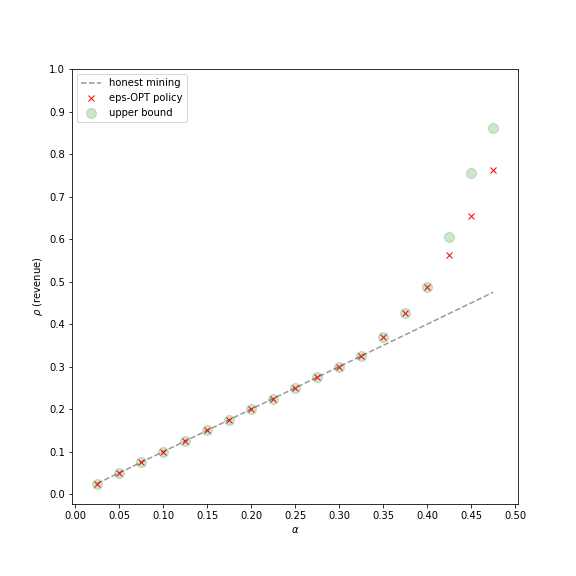 honest mining
eps-OPT policy
upper bound
1.0
0.9
0.8
0.7
0.6
0.5
0.4
0.3
0.2
0.1
0.0
ρ (revenue)
0.00 0.05 0.10 0.15 0.20 0.25 0.30 0.35 0.40 0.45 0.50
α